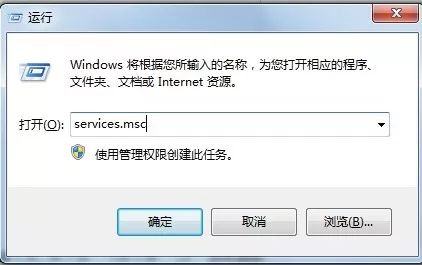 运行
Windows 将根据您所输入的名称，为您打开相应的程序、
文件夹、文档或 Internet 资源。
打开(O): services.msc
使用管理权限创建此任务。
确定 取消 浏览(B)...